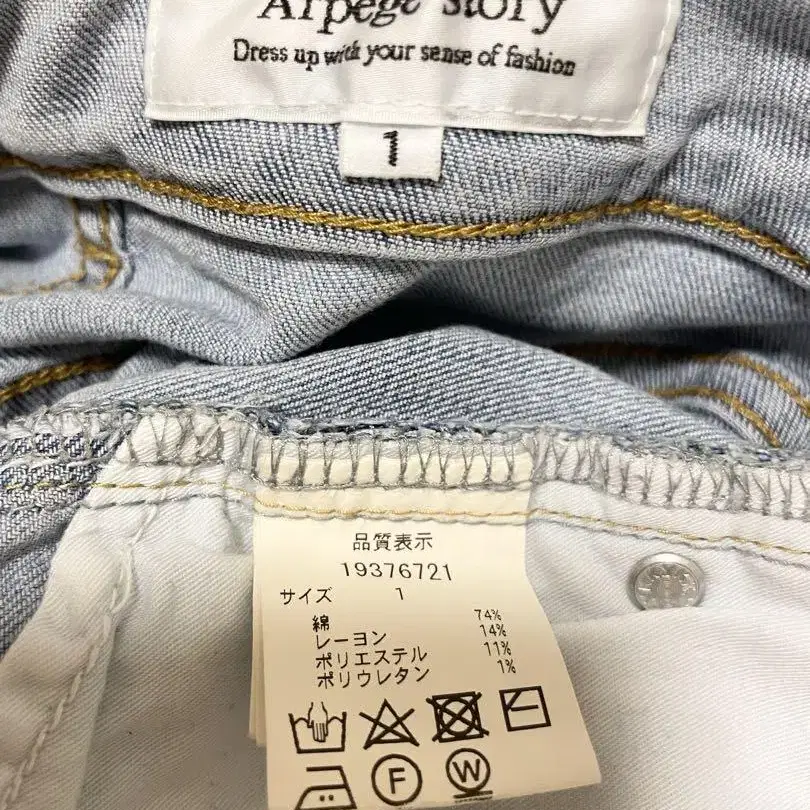 Arpege story
Dress up with your sense of fashion
1
品質表示
19376721
サイズ 1
綿 74%
レーヨン 14%
ポリエステル 11%
ポリウレタン 1%
F
W